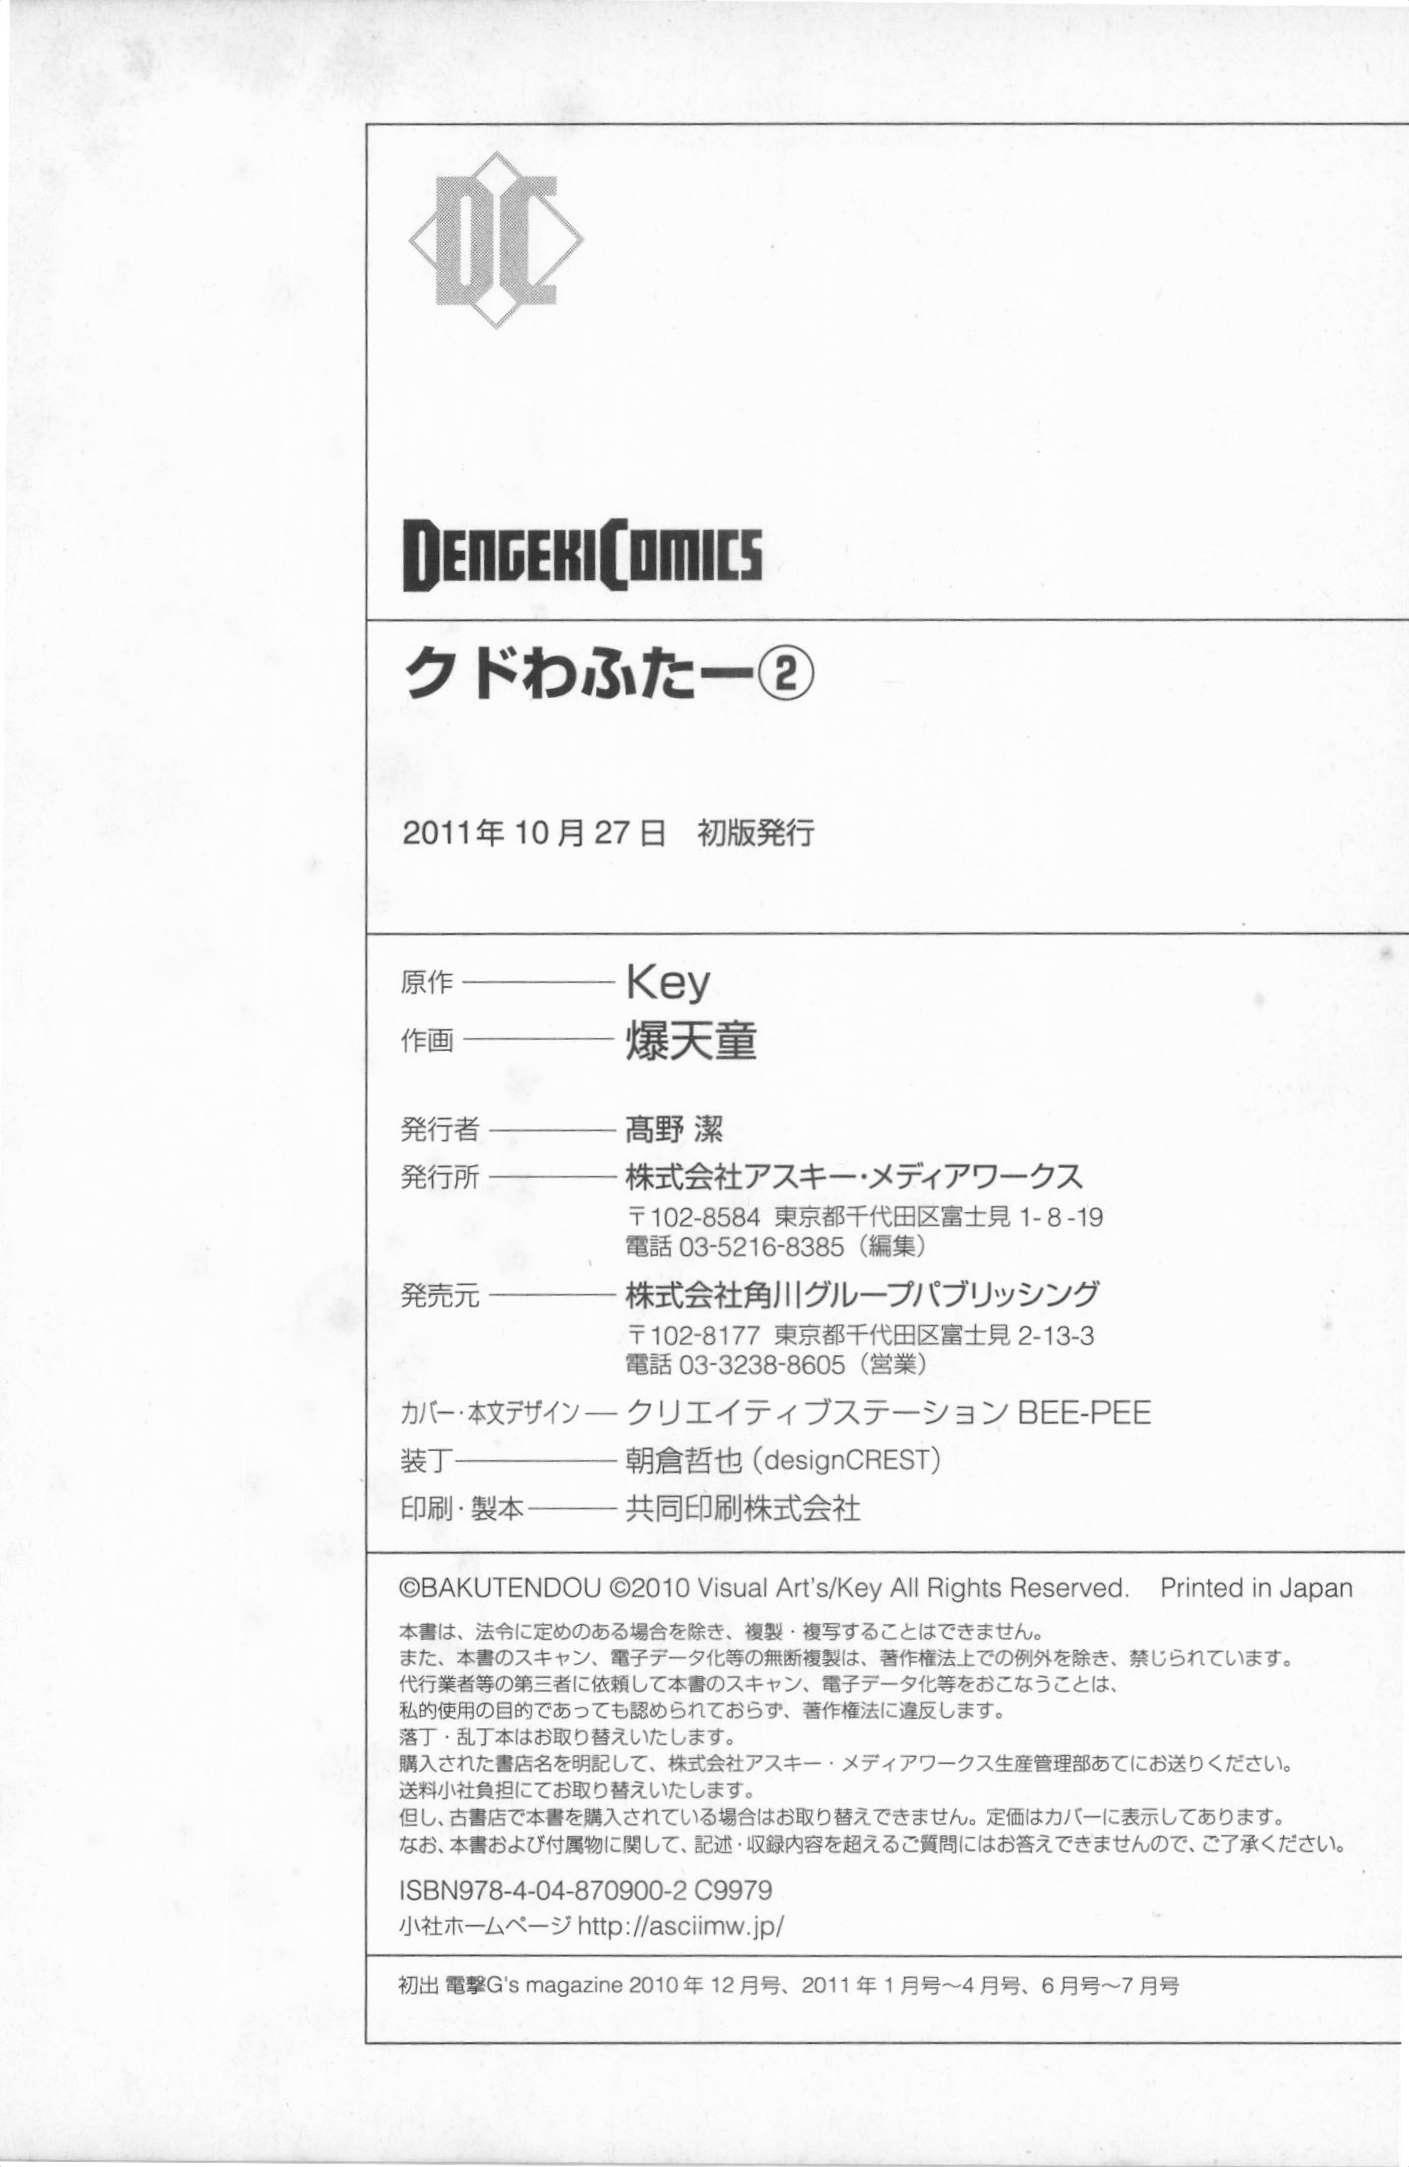 DC
DENGEKI COMICS
クドわふたー②
2011年10月27日　初版発行
原作 ――― Key
作画 ――― 爆天童
発行者 ――― 髙野 潔
発行所 ――― 株式会社アスキー・メディアワークス
〒102-8584 東京都千代田区富士見 1-8-19
電話 03-5216-8385（編集）
発売元 ――― 株式会社角川グループパブリッシング
〒102-8177 東京都千代田区富士見 2-13-3
電話 03-3238-8605（営業）
カバー・本文デザイン ― クリエイティブステーション BEE-PEE
装丁 ――― 朝倉哲也（designCREST）
印刷・製本 ――― 共同印刷株式会社
©BAKUTENDOU ©2010 Visual Art's/Key All Rights Reserved.　Printed in Japan
本書は、法令に定めのある場合を除き、複製・複写することはできません。
また、本書のスキャン、電子データ化等の無断複製は、著作権法上での例外を除き、禁じられています。
代行業者等の第三者に依頼して本書のスキャン、電子データ化等をおこなうことは、
私的使用の目的であっても認められておらず、著作権法に違反します。
落丁・乱丁本はお取り替えいたします。
購入された書店名を明記して、株式会社アスキー・メディアワークス生産管理部あてにお送りください。
送料小社負担にてお取り替えいたします。
但し、古書店で本書を購入されている場合はお取り替えできません。定価はカバーに表示してあります。
なお、本書および付属物に関して、記述・収録内容を超えるご質問にはお答えできませんので、ご了承ください。
ISBN978-4-04-870900-2 C9979
小社ホームページ http://asciimw.jp/
初出 電撃G's magazine 2010年12月号、2011年1月号〜4月号、6月号〜7月号